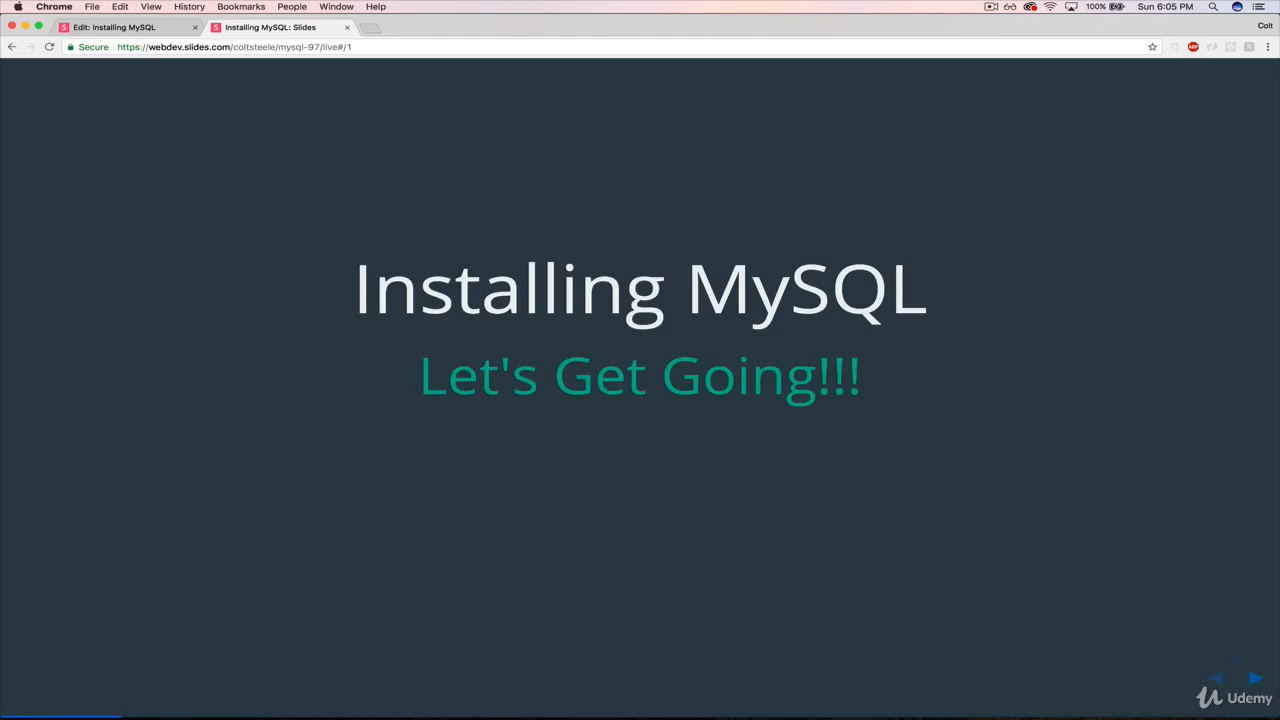 Chrome File Edit View History Bookmarks People Window Help 100% Sun 6:05 PM
Edit: Installing MySQL
Installing MySQL: Slides
Colt
Secure https://webdev.slides.com/coltsteele/mysql-97/live#/1
ABP
Installing MySQL
Let's Get Going!!!
Udemy